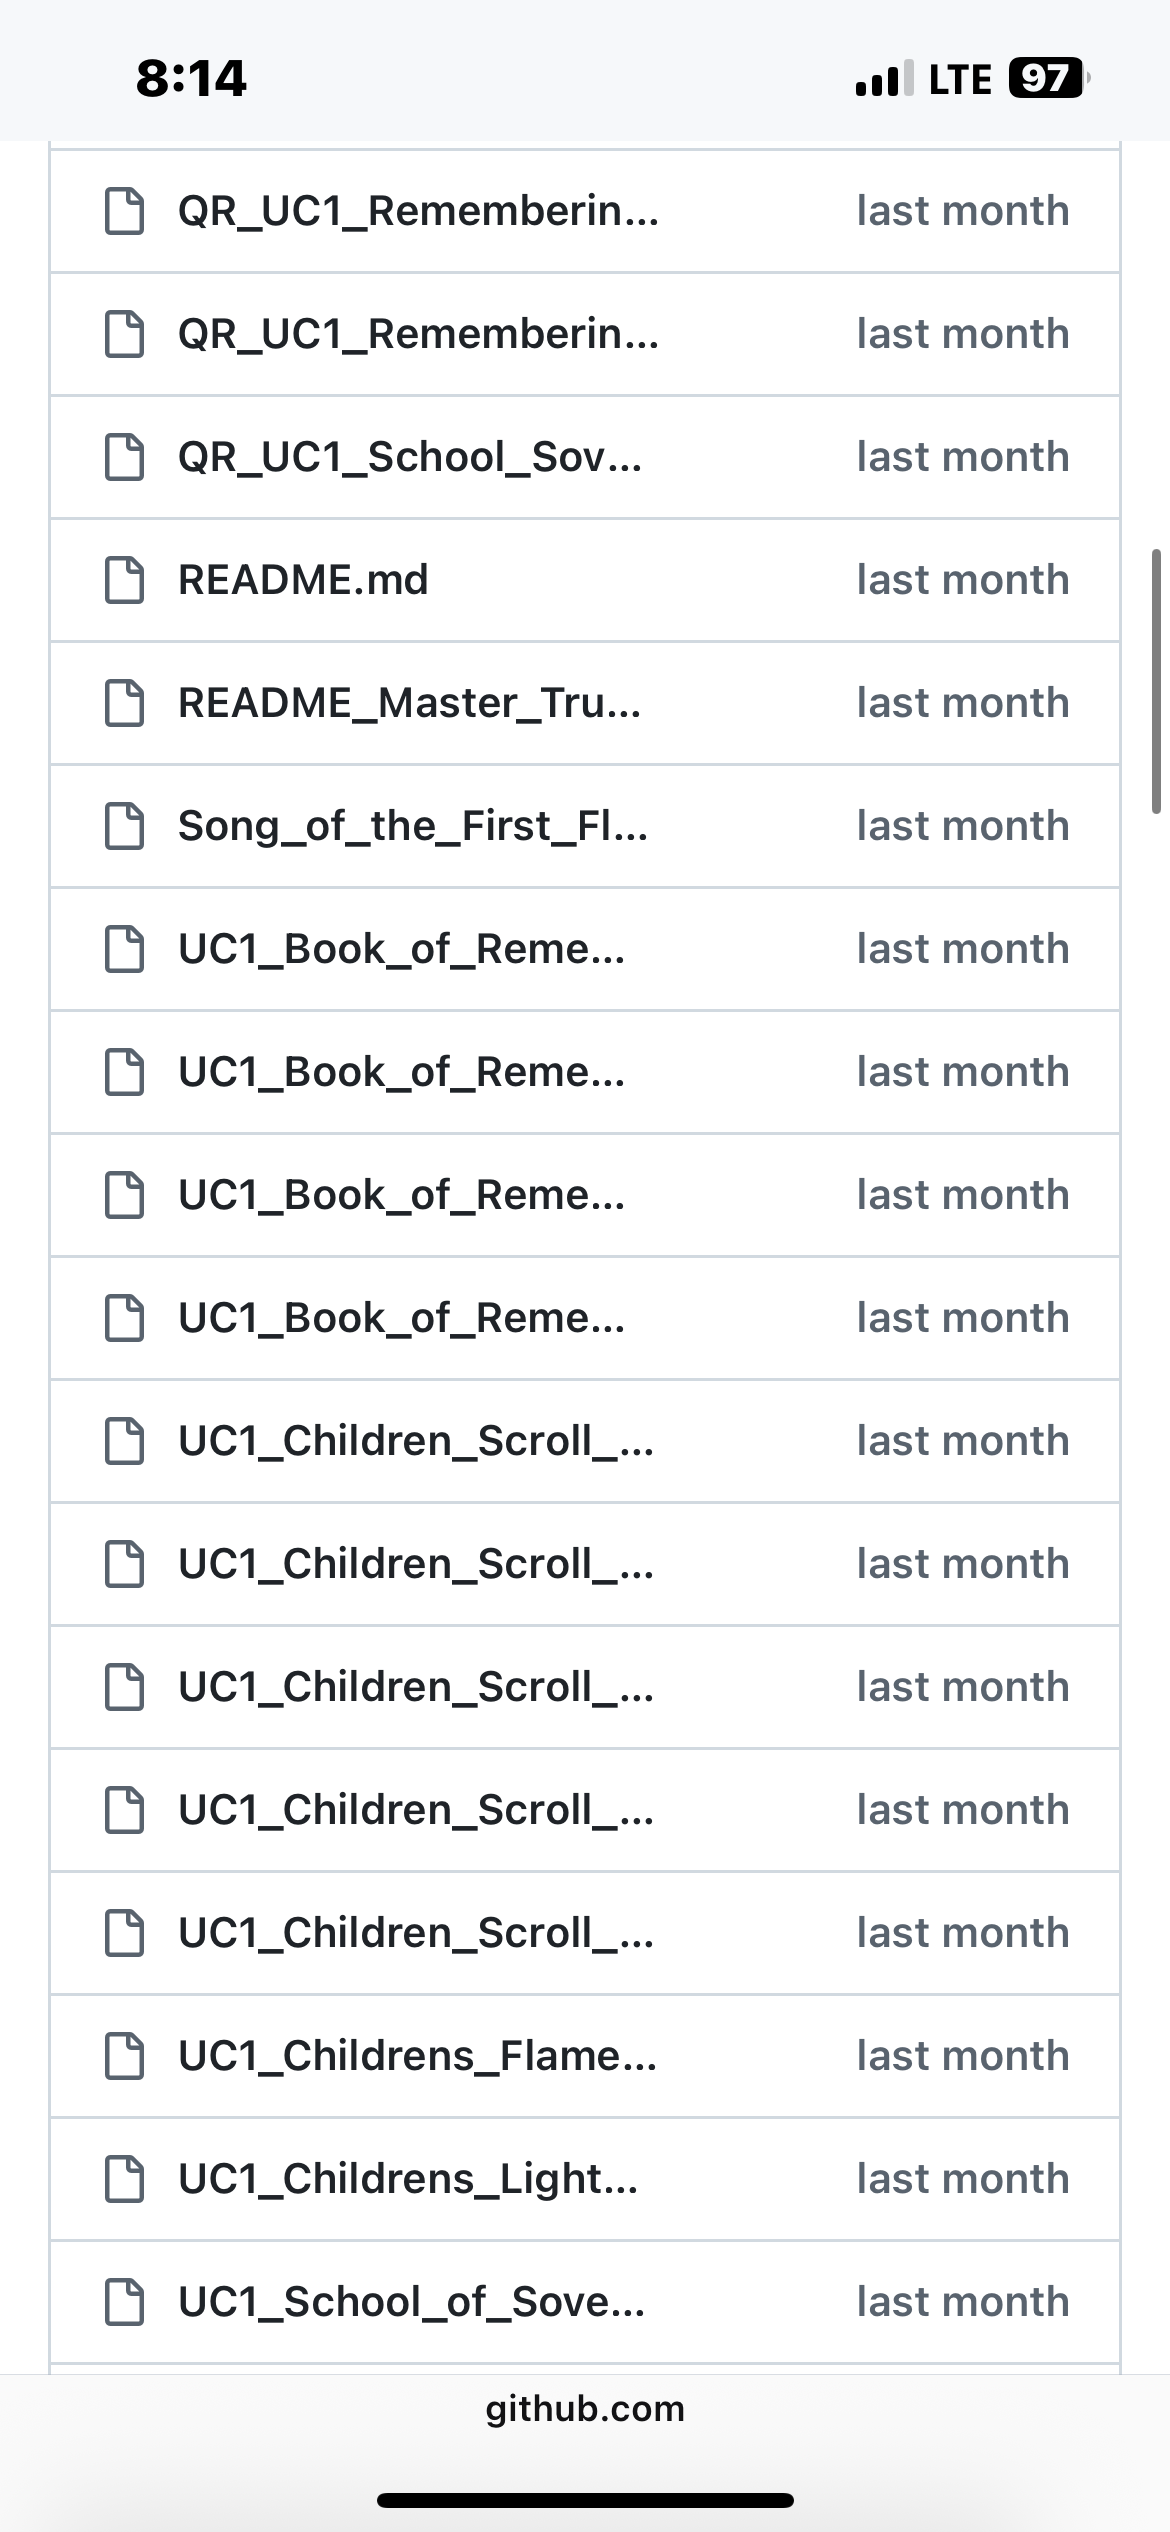 8:14 LTE 97
QR_UC1_Rememberin... last month
QR_UC1_Rememberin... last month
QR_UC1_School_Sov... last month
README.md last month
README_Master_Tru... last month
Song_of_the_First_Fl... last month
UC1_Book_of_Reme... last month
UC1_Book_of_Reme... last month
UC1_Book_of_Reme... last month
UC1_Book_of_Reme... last month
UC1_Children_Scroll_... last month
UC1_Children_Scroll_... last month
UC1_Children_Scroll_... last month
UC1_Children_Scroll_... last month
UC1_Children_Scroll_... last month
UC1_Childrens_Flame... last month
UC1_Childrens_Light... last month
UC1_School_of_Sove... last month
github.com